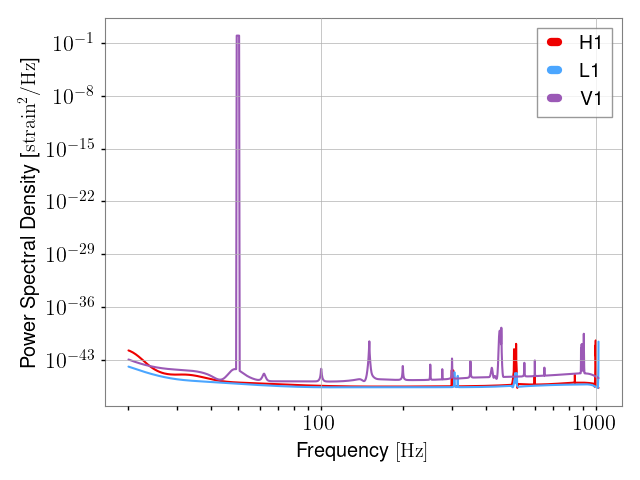 10⁻¹
10⁻⁸
10⁻¹⁵
10⁻²²
10⁻²⁹
10⁻³⁶
10⁻⁴³
Power Spectral Density [strain²/Hz]
H1
L1
V1
100
1000
Frequency [Hz]